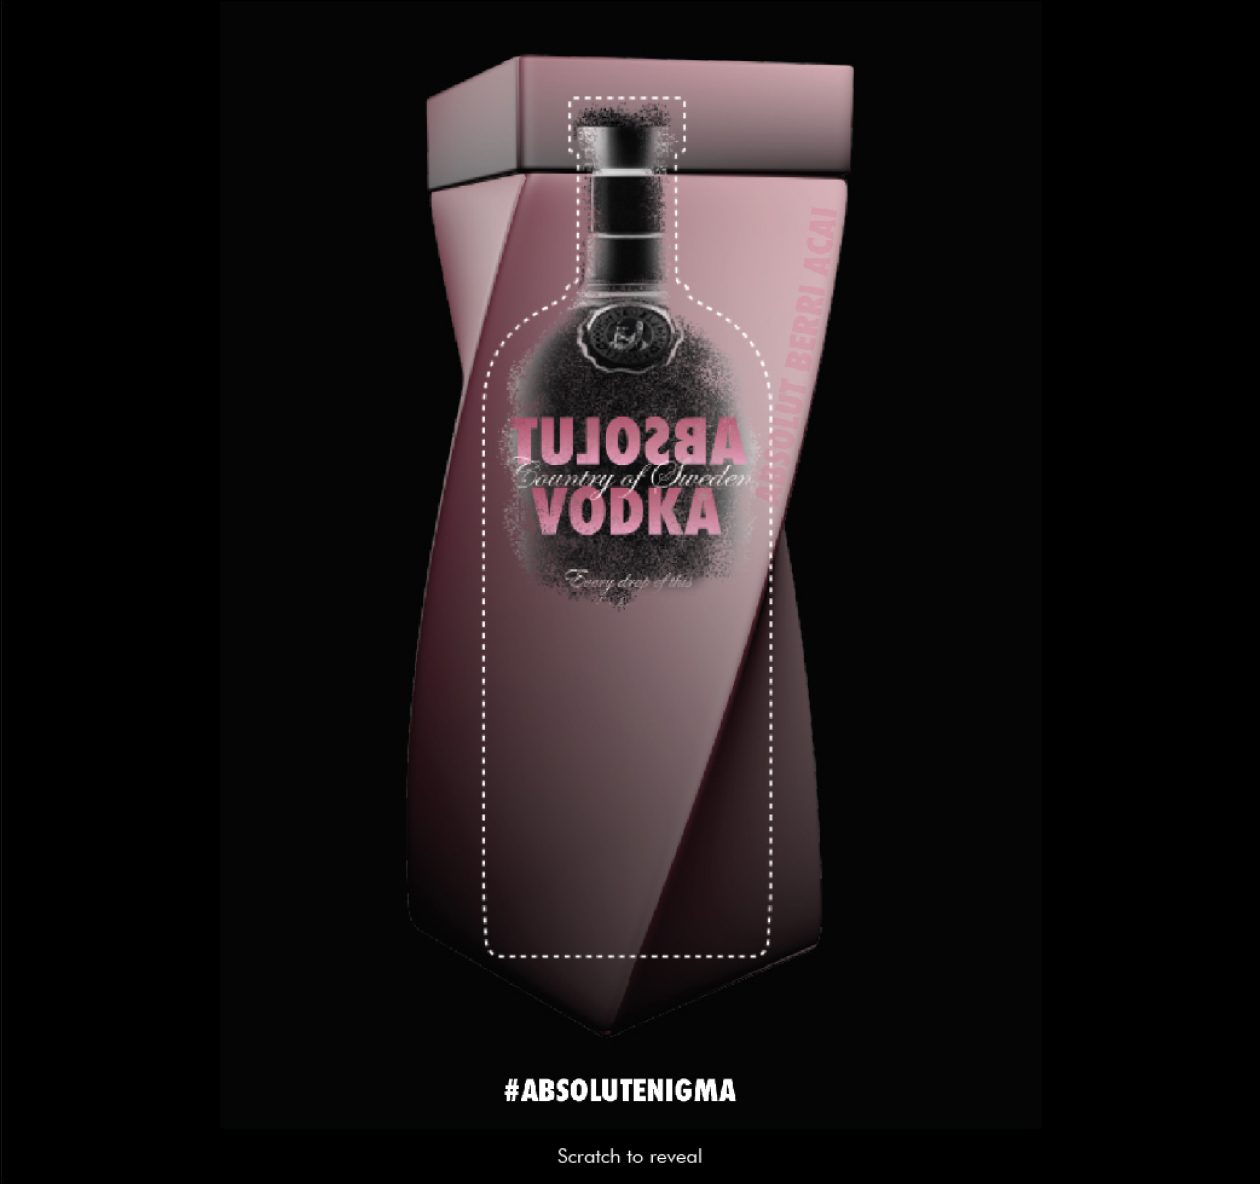 ABSOLUT BERRI ACAI
ABSOLUT
Country of Sweden
VODKA
Every drop of this
#ABSOLUTENIGMA
Scratch to reveal